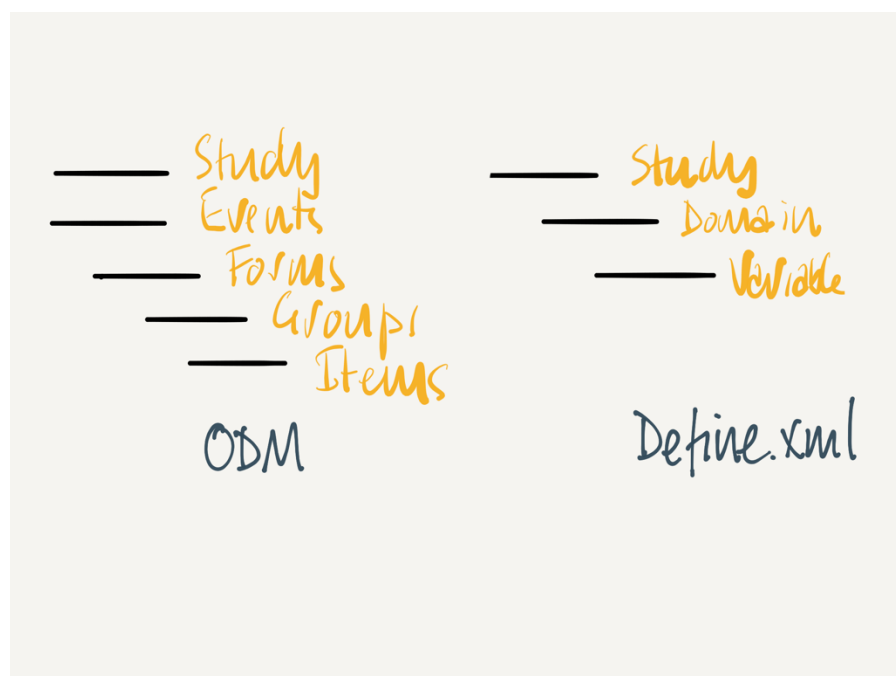 Study
Events
Forms
Groups
Items
ODM
Study
Domain
Variable
Define.xml